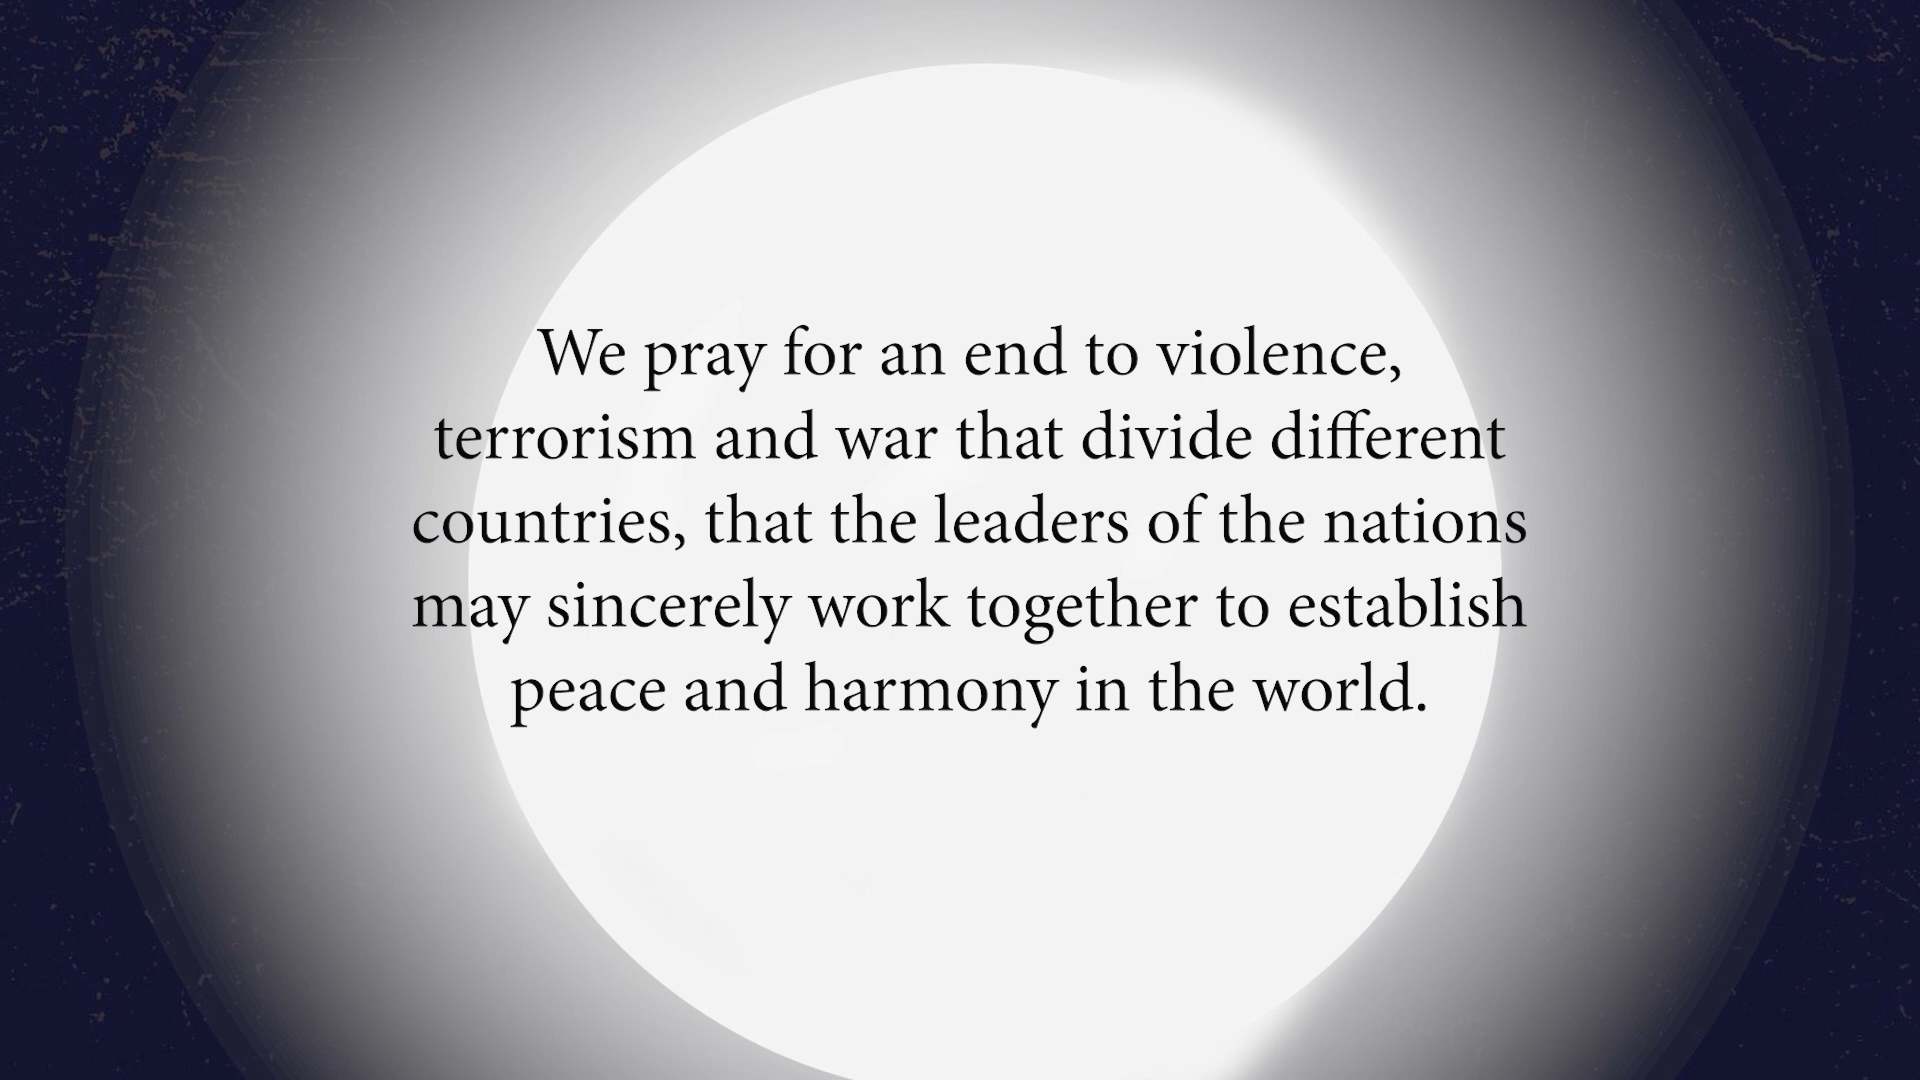 We pray for an end to violence,
terrorism and war that divide different
countries, that the leaders of the nations
may sincerely work together to establish
peace and harmony in the world.